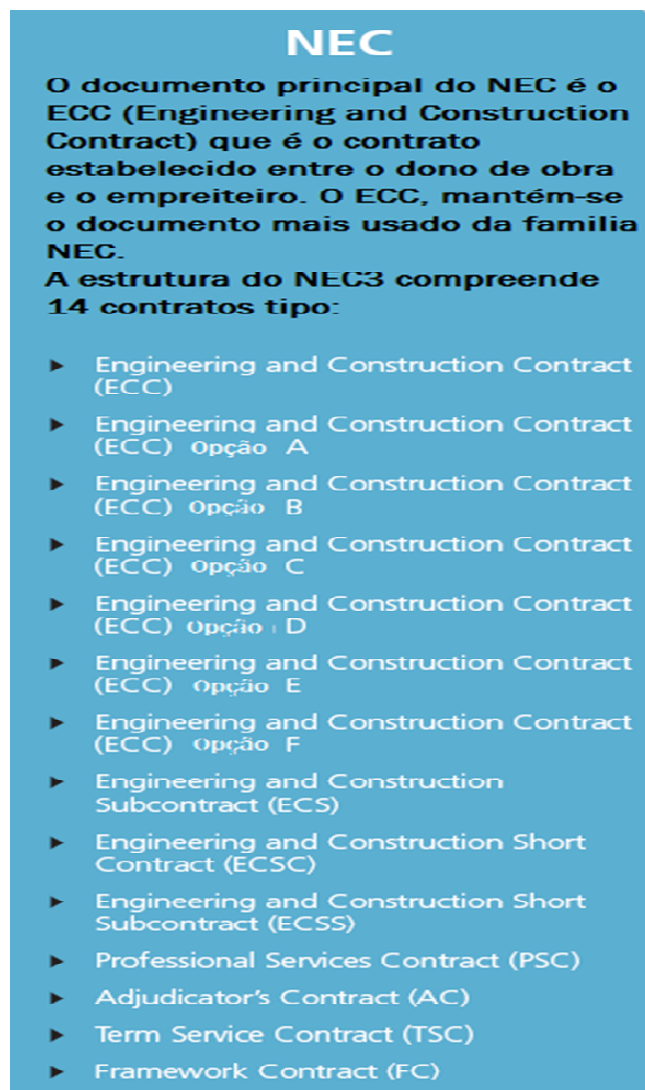 NEC
O documento principal do NEC é o
ECC (Engineering and Construction
Contract) que é o contrato
estabelecido entre o dono de obra
e o empreiteiro. O ECC, mantém-se
o documento mais usado da familia
NEC.
A estrutura do NEC3 compreende
14 contratos tipo:
► Engineering and Construction Contract
(ECC)
► Engineering and Construction Contract
(ECC) Opção A
► Engineering and Construction Contract
(ECC) Opção B
► Engineering and Construction Contract
(ECC) Opção C
► Engineering and Construction Contract
(ECC) Opção D
► Engineering and Construction Contract
(ECC) Opção E
► Engineering and Construction Contract
(ECC) Opção F
► Engineering and Construction
Subcontract (ECS)
► Engineering and Construction Short
Contract (ECSC)
► Engineering and Construction Short
Subcontract (ECSS)
► Professional Services Contract (PSC)
► Adjudicator's Contract (AC)
► Term Service Contract (TSC)
► Framework Contract (FC)